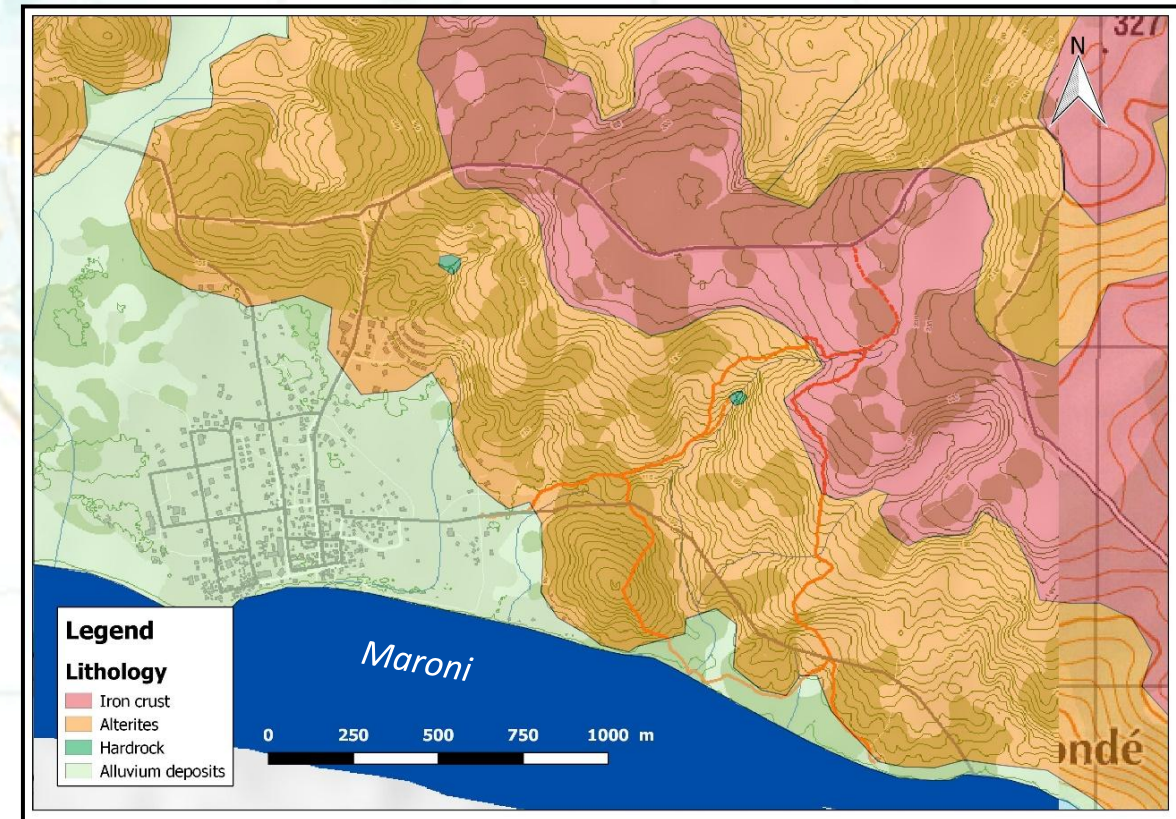 327
N
Maroni
Legend
Lithology
Iron crust
Alterites
Hardrock
Alluvium deposits
0 250 500 750 1000 m
ondé